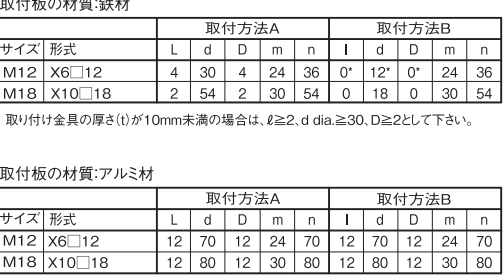 取付板の材質:鉄材
取付方法A 取付方法B
サイズ 形式 L d D m n l d D m n
M12 X6□12 4 30 4 24 36 0* 12* 0* 24 36
M18 X10□18 2 54 2 30 54 0 18 0 30 54
取り付け金具の厚さ(t)が10mm未満の場合は、ℓ≧2、d dia.≧30、D≧2として下さい。
取付板の材質:アルミ材
取付方法A 取付方法B
サイズ 形式 L d D m n l d D m n
M12 X6□12 12 70 12 24 70 12 70 12 24 70
M18 X10□18 12 80 12 30 80 12 80 12 30 80